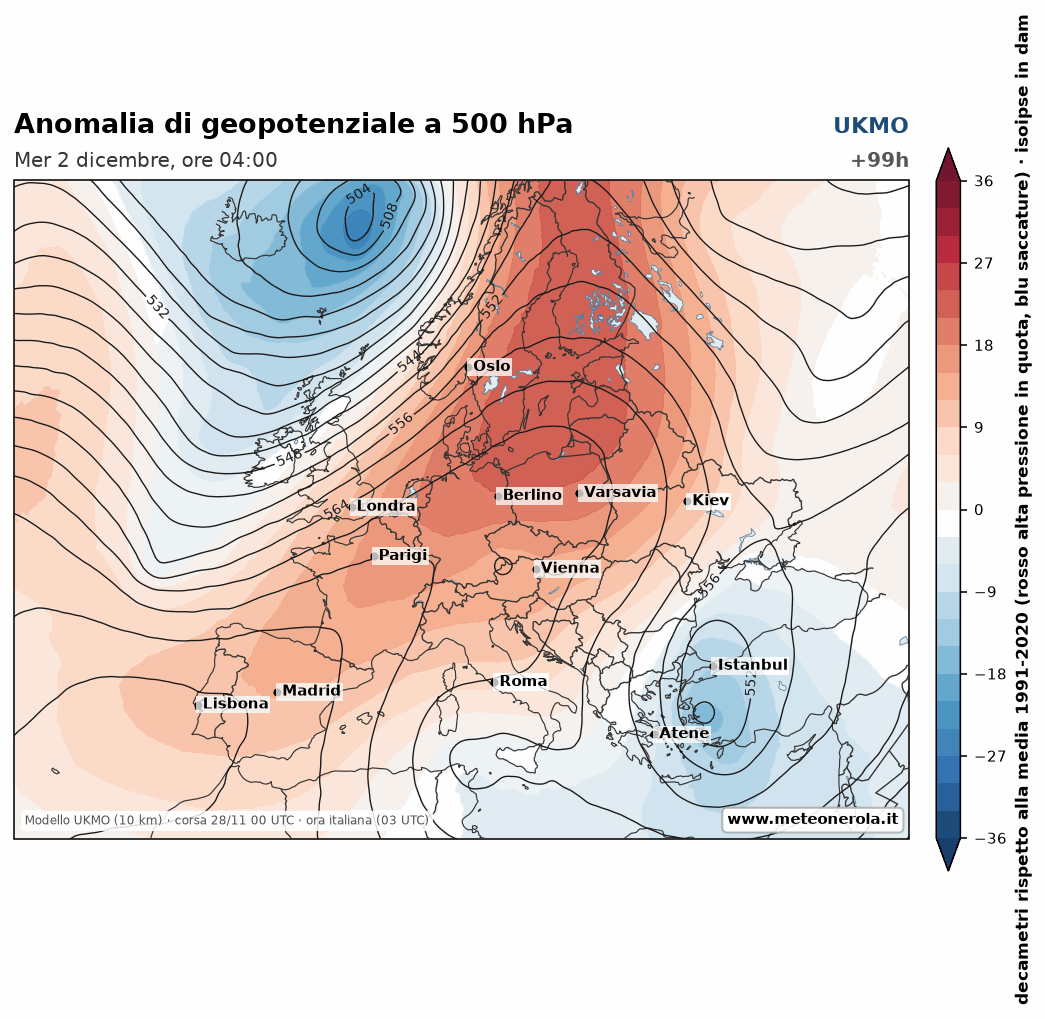 Anomalia di geopotenziale a 500 hPa
UKMO
Mer 2 dicembre, ore 04:00
+99h
504
508
532
552
544
556
548
564
556
552
Oslo
Londra
Berlino
Varsavia
Kiev
Parigi
Vienna
Istanbul
Roma
Madrid
Lisbona
Atene
Modello UKMO (10 km) · corsa 28/11 00 UTC · ora italiana (03 UTC)
www.meteonerola.it
36
27
18
9
0
−9
−18
−27
−36
decametri rispetto alla media 1991-2020 (rosso alta pressione in quota, blu saccature) · isoipse in dam